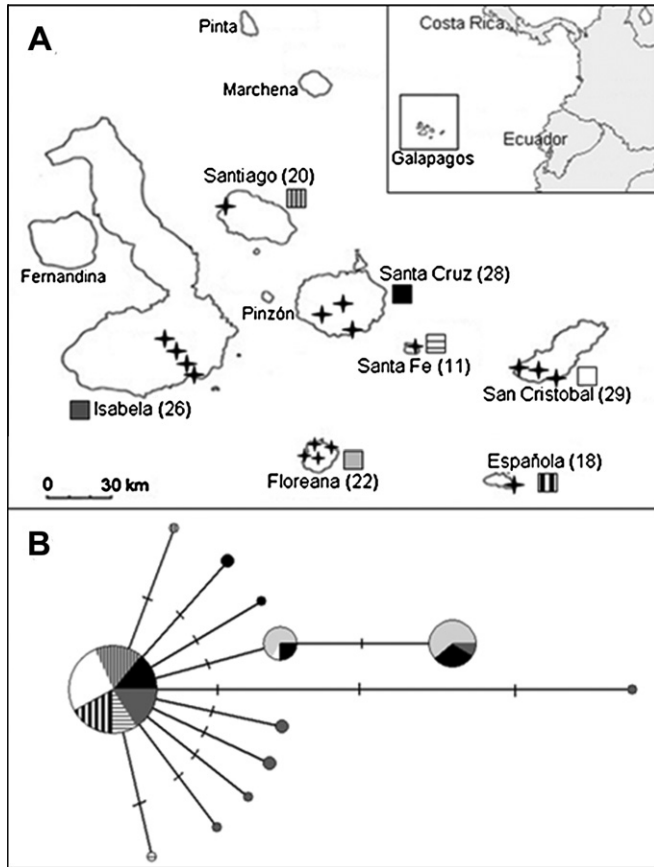 A
Pinta
Costa Rica
Marchena
Ecuador
Galapagos
Santiago (20)
Fernandina
Santa Cruz (28)
Pinzón
Santa Fe (11)
San Cristobal (29)
Isabela (26)
Floreana (22)
Española (18)
0 30 km
B